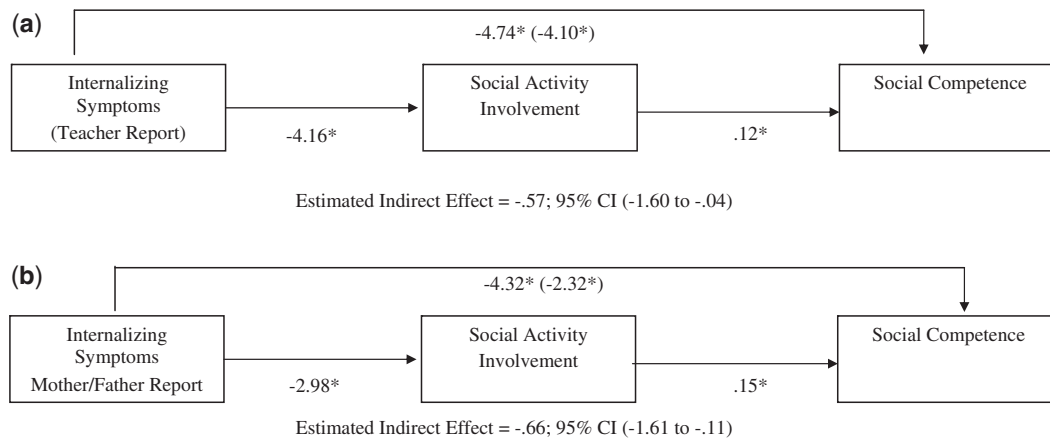 (a)
-4.74* (-4.10*)
Internalizing
Symptoms
(Teacher Report)
Social Activity
Involvement
Social Competence
-4.16*
.12*
Estimated Indirect Effect = -.57; 95% CI (-1.60 to -.04)
(b)
-4.32* (-2.32*)
Internalizing
Symptoms
Mother/Father Report
Social Activity
Involvement
Social Competence
-2.98*
.15*
Estimated Indirect Effect = -.66; 95% CI (-1.61 to -.11)